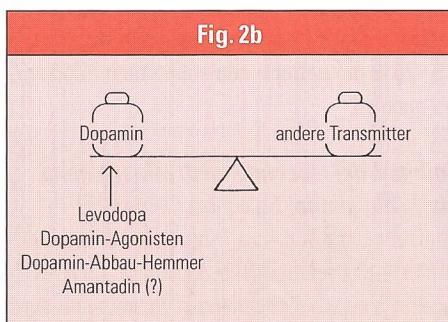 Fig. 2b
Dopamin andere Transmitter
Levodopa
Dopamin-Agonisten
Dopamin-Abbau-Hemmer
Amantadin (?)